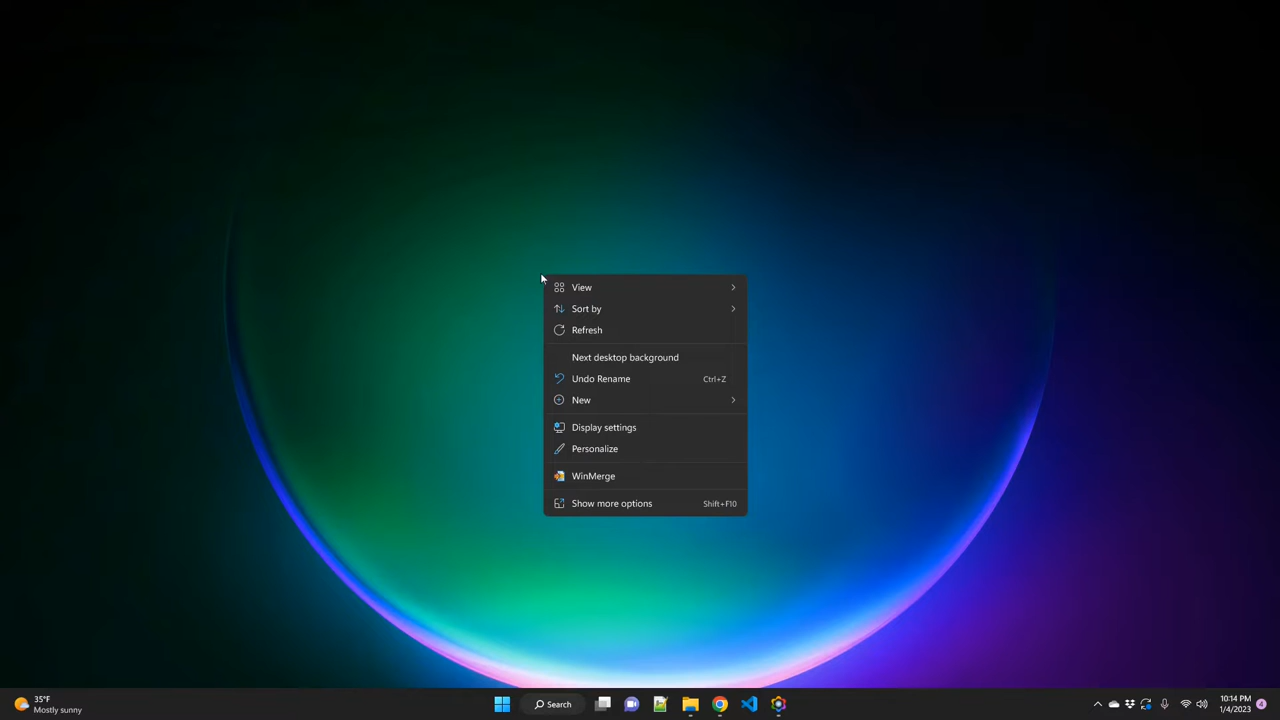 View
Sort by
Refresh
Next desktop background
Undo Rename Ctrl+Z
New
Display settings
Personalize
WinMerge
Show more options Shift+F10
35°F
Mostly sunny
Search
10:14 PM
1/4/2023
4